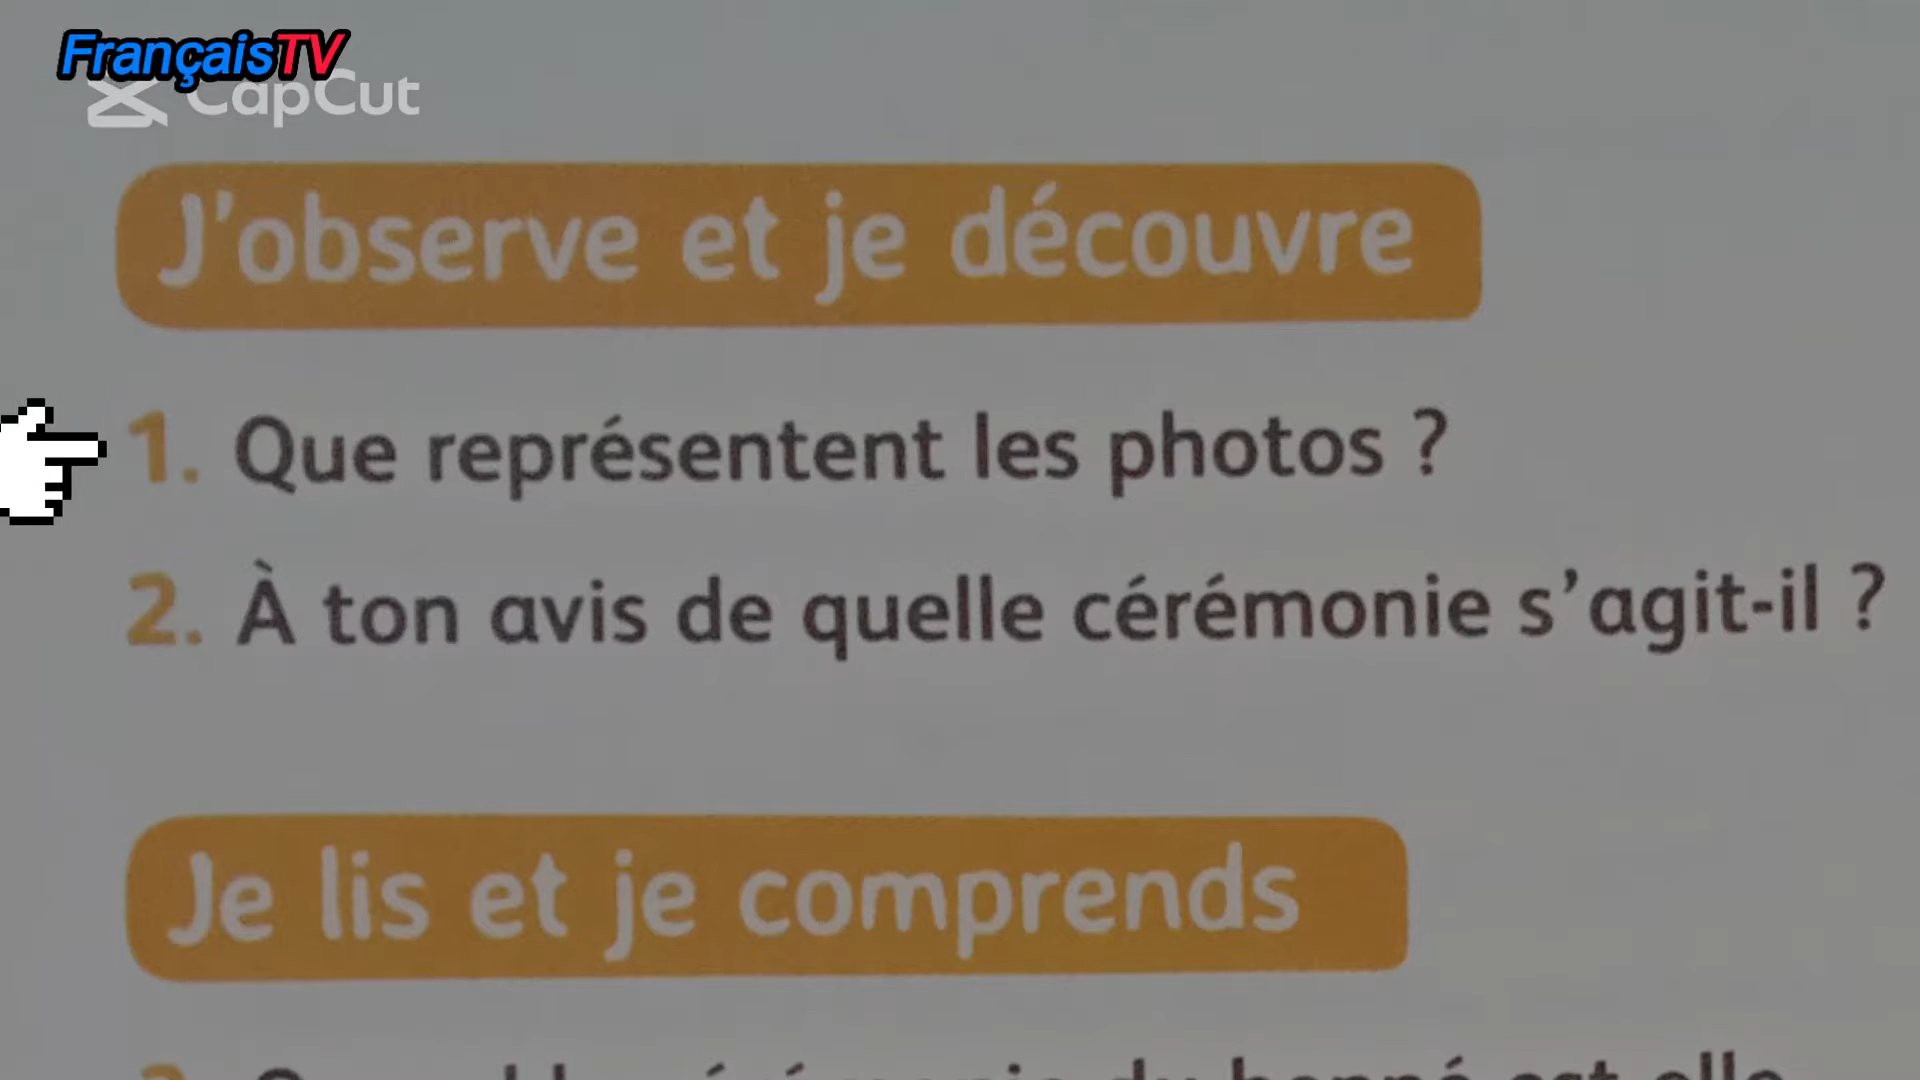 FrançaisTV
CapCut
J'observe et je découvre
1. Que représentent les photos ?
2. À ton avis de quelle cérémonie s'agit-il ?
Je lis et je comprends